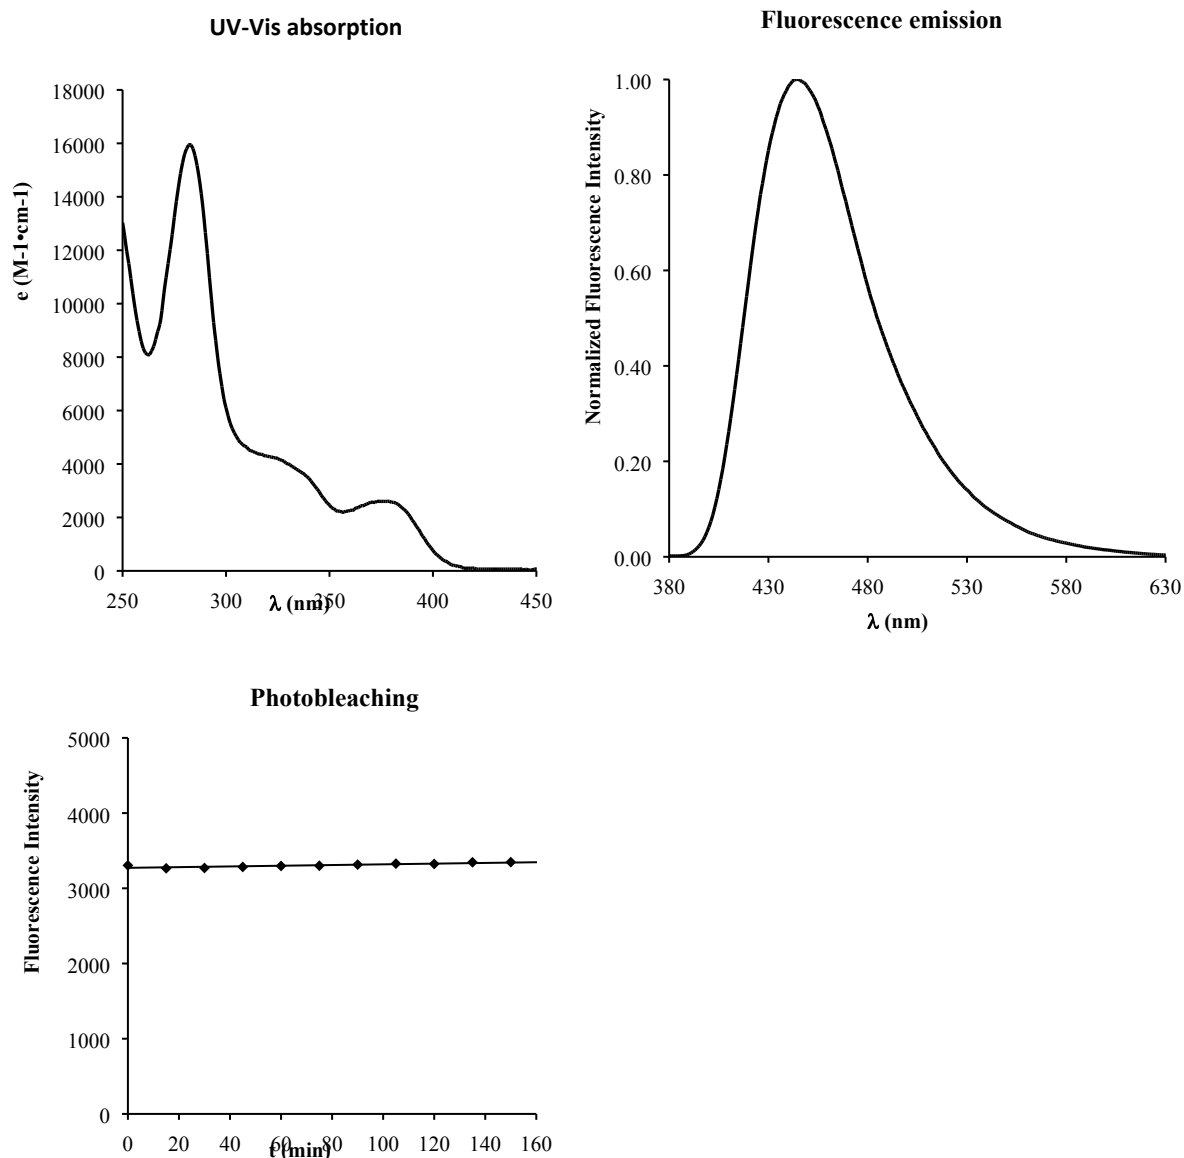 UV-Vis absorption
e (M-1•cm-1)
18000
16000
14000
12000
10000
8000
6000
4000
2000
0
250 300 350 400 450
λ (nm)
Fluorescence emission
Normalized Fluorescence Intensity
1.00
0.80
0.60
0.40
0.20
0.00
380 430 480 530 580 630
λ (nm)
Photobleaching
Fluorescence Intensity
5000
4000
3000
2000
1000
0
0 20 40 60 80 100 120 140 160
t (min)